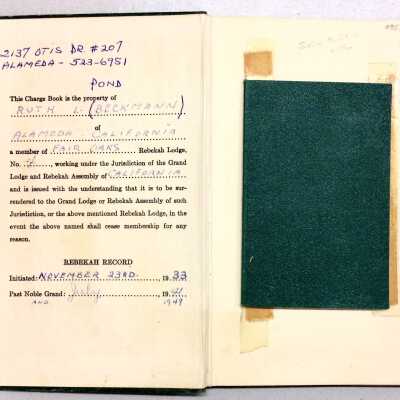 2137 OTIS DR #207
ALAMEDA - 523-6951
POND
This Charge Book is the property of
RUTH L. (BECKMANN)
of
ALAMEDA CALIFORNIA
a member of FAIR OAKS Rebekah Lodge,
No. 4, working under the Jurisdiction of the Grand
Lodge and Rebekah Assembly of CALIFORNIA
and is issued with the understanding that it is to be sur-
rendered to the Grand Lodge or Rebekah Assembly of such
Jurisdiction, or the above mentioned Rebekah Lodge, in the
event the above named shall cease membership for any
reason.
REBEKAH RECORD
Initiated: NOVEMBER 23RD 1933
Past Noble Grand: July 1941
AND 1949